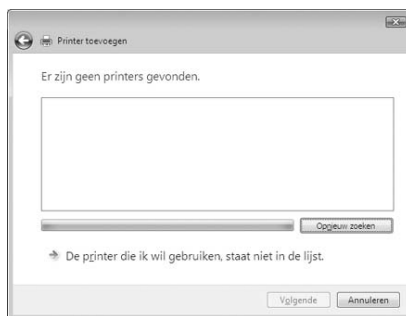 Printer toevoegen
Er zijn geen printers gevonden.
Opnieuw zoeken
De printer die ik wil gebruiken, staat niet in de lijst.
Volgende
Annuleren